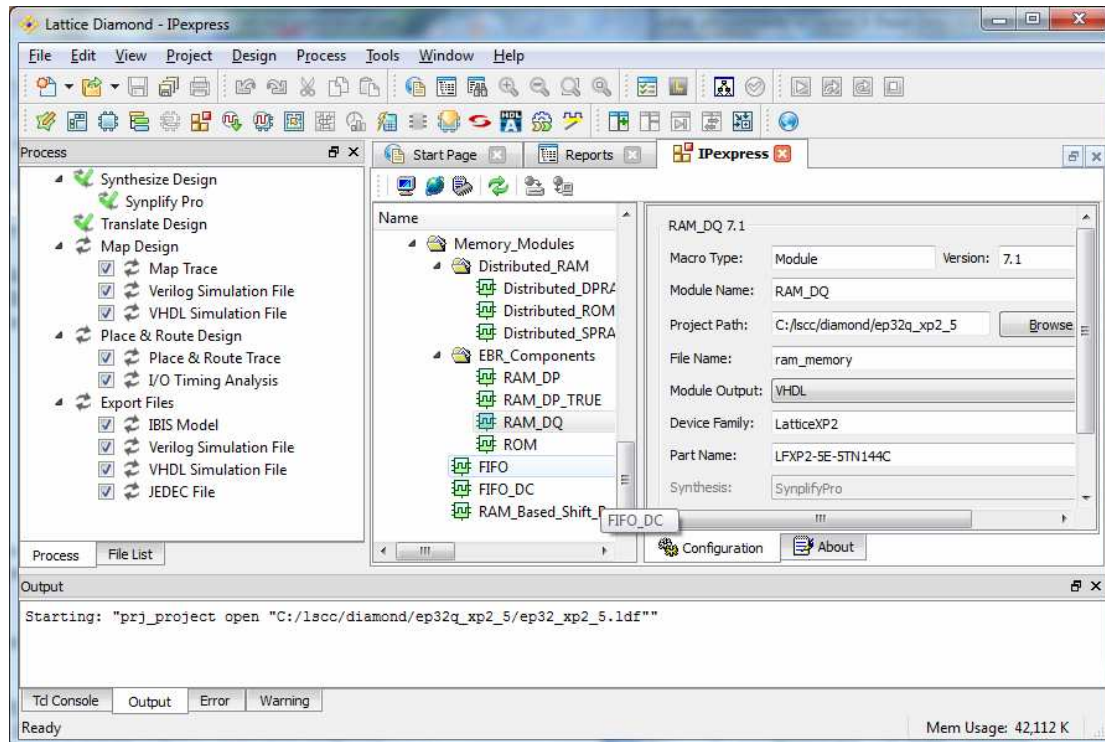 Lattice Diamond - IPexpress
File Edit View Project Design Process Tools Window Help
Process
Synthesize Design
Synplify Pro
Translate Design
Map Design
Map Trace
Verilog Simulation File
VHDL Simulation File
Place & Route Design
Place & Route Trace
I/O Timing Analysis
Export Files
IBIS Model
Verilog Simulation File
VHDL Simulation File
JEDEC File
Process File List
Start Page Reports IPexpress
Name
Memory_Modules
Distributed_RAM
Distributed_DPRA
Distributed_ROM
Distributed_SPRA
EBR_Components
RAM_DP
RAM_DP_TRUE
RAM_DQ
ROM
FIFO
FIFO_DC
RAM_Based_Shift_
FIFO_DC
RAM_DQ 7.1
Macro Type: Module Version: 7.1
Module Name: RAM_DQ
Project Path: C:/lscc/diamond/ep32q_xp2_5 Browse
File Name: ram_memory
Module Output: VHDL
Device Family: LatticeXP2
Part Name: LFXP2-5E-5TN144C
Synthesis: SynplifyPro
Configuration About
Output
Starting: "prj_project open "C:/lscc/diamond/ep32q_xp2_5/ep32_xp2_5.ldf""
Tcl Console Output Error Warning
Ready Mem Usage: 42,112 K